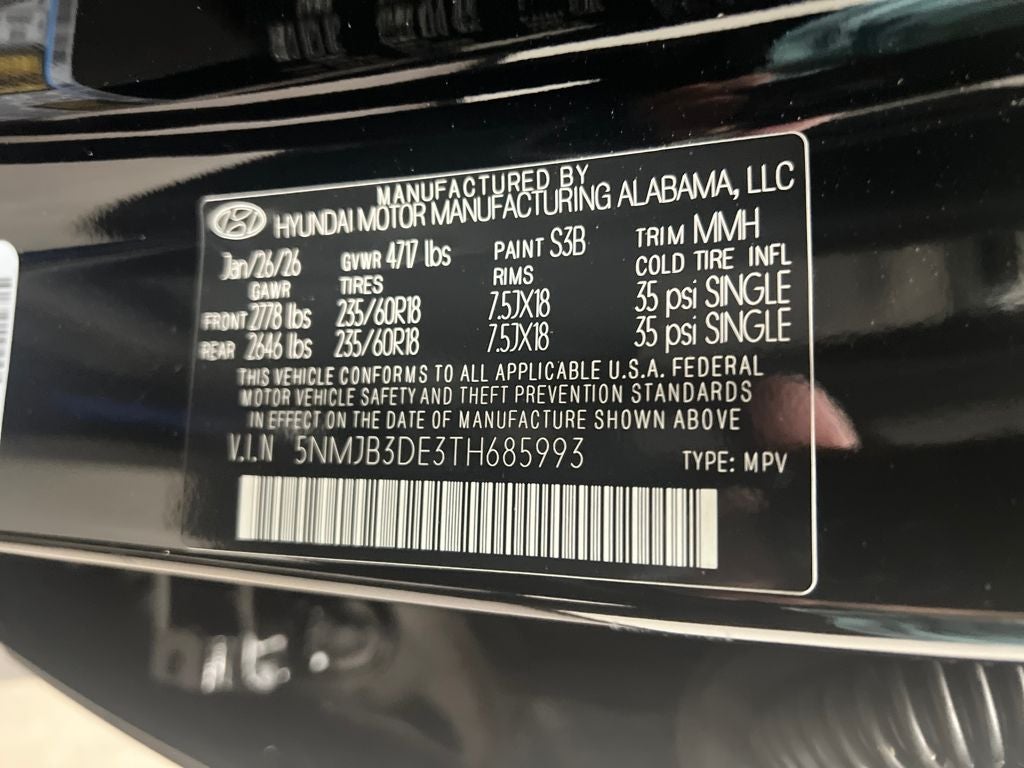 MANUFACTURED BY
HYUNDAI MOTOR MANUFACTURING ALABAMA, LLC
Jan/26/26 GVWR 4717 lbs PAINT S3B TRIM MMH
GAWR TIRES RIMS COLD TIRE INFL
FRONT 2778 lbs 235/60R18 7.5JX18 35 psi SINGLE
REAR 2646 lbs 235/60R18 7.5JX18 35 psi SINGLE
THIS VEHICLE CONFORMS TO ALL APPLICABLE U.S.A. FEDERAL
MOTOR VEHICLE SAFETY AND THEFT PREVENTION STANDARDS
IN EFFECT ON THE DATE OF MANUFACTURE SHOWN ABOVE
V.I.N 5NMJB3DE3TH685993 TYPE: MPV